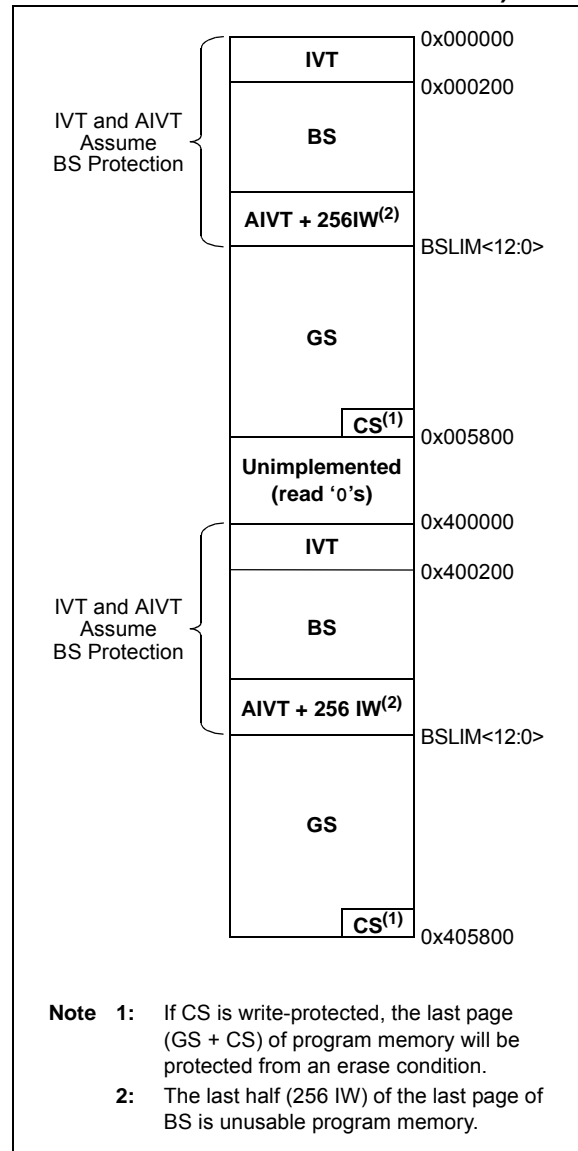 0x000000
IVT
0x000200
IVT and AIVT
Assume
BS Protection
BS
AIVT + 256IW(2)
BSLIM<12:0>
GS
CS(1)
0x005800
Unimplemented
(read ‘0’s)
0x400000
IVT
0x400200
IVT and AIVT
Assume
BS Protection
BS
AIVT + 256 IW(2)
BSLIM<12:0>
GS
CS(1)
0x405800
Note 1: If CS is write-protected, the last page
(GS + CS) of program memory will be
protected from an erase condition.
2: The last half (256 IW) of the last page of
BS is unusable program memory.